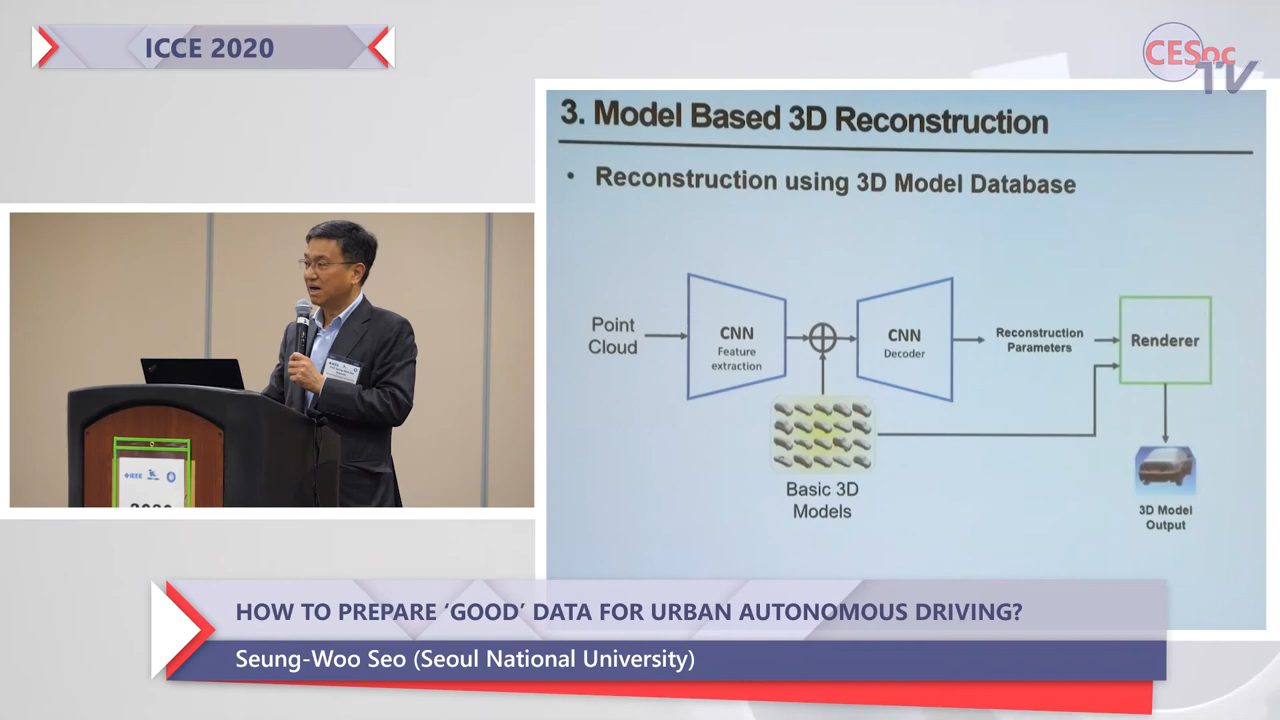 ICCE 2020
CESoc
TV
3. Model Based 3D Reconstruction
• Reconstruction using 3D Model Database
Point
Cloud
CNN
Feature
extraction
CNN
Decoder
Reconstruction
Parameters
Renderer
Basic 3D
Models
3D Model
Output
IEEE
2020
HOW TO PREPARE ‘GOOD’ DATA FOR URBAN AUTONOMOUS DRIVING?
Seung-Woo Seo (Seoul National University)